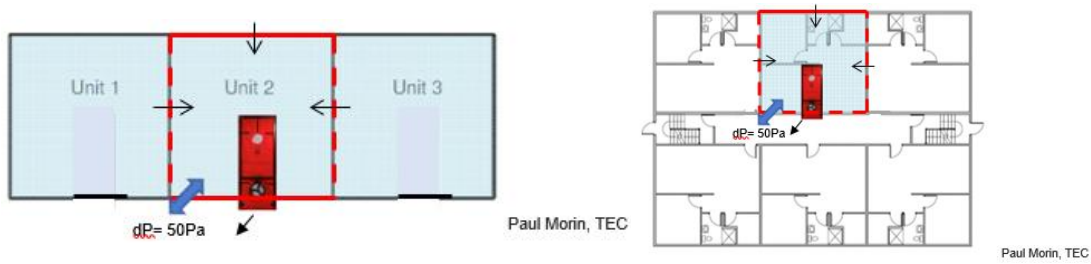 Unit 1
Unit 2
Unit 3
dP= 50Pa
Paul Morin, TEC
dP= 50Pa
Paul Morin, TEC